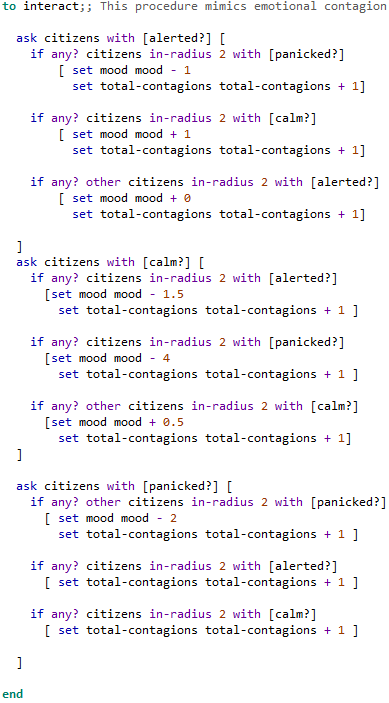 to interact;; This procedure mimics emotional contagion
ask citizens with [alerted?] [
if any? citizens in-radius 2 with [panicked?]
[ set mood mood - 1
set total-contagions total-contagions + 1]
if any? citizens in-radius 2 with [calm?]
[ set mood mood + 1
set total-contagions total-contagions + 1]
if any? other citizens in-radius 2 with [alerted?]
[ set mood mood + 0
set total-contagions total-contagions + 1]
]
ask citizens with [calm?] [
if any? citizens in-radius 2 with [alerted?]
[set mood mood - 1.5
set total-contagions total-contagions + 1 ]
if any? citizens in-radius 2 with [panicked?]
[set mood mood - 4
set total-contagions total-contagions + 1 ]
if any? other citizens in-radius 2 with [calm?]
[set mood mood + 0.5
set total-contagions total-contagions + 1]
]
ask citizens with [panicked?] [
if any? other citizens in-radius 2 with [panicked?]
[ set mood mood - 2
set total-contagions total-contagions + 1 ]
if any? citizens in-radius 2 with [alerted?]
[ set total-contagions total-contagions + 1 ]
if any? citizens in-radius 2 with [calm?]
[ set total-contagions total-contagions + 1 ]
]
end